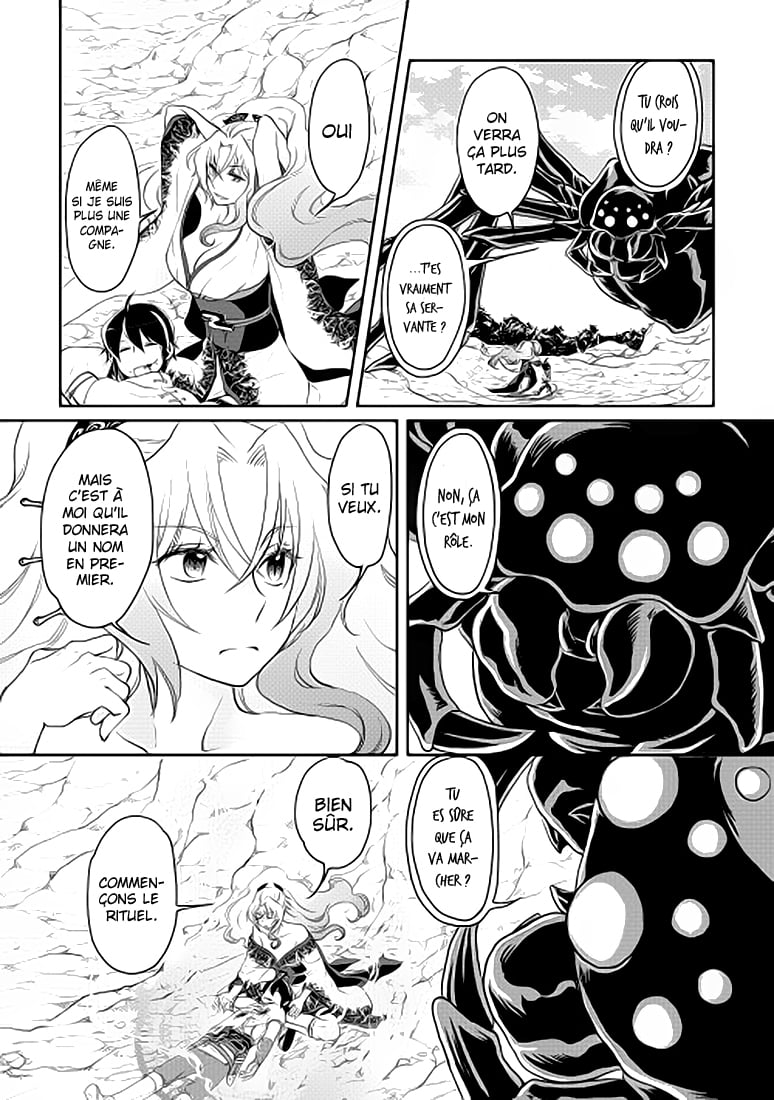 TU CROIS
QU'IL VOU-
DRA ?
ON
VERRA
ÇA PLUS
TARD.
...T'ES
VRAIMENT
SA SER-
VANTE ?
OUI
MÊME
SI JE SUIS
PLUS UNE
COMPA-
GNE.
NON, ÇA
C'EST MON
RÔLE.
SI TU
VEUX.
MAIS
C'EST À
MOI QU'IL
DONNERA
UN NOM
EN PRE-
MIER.
TU
ES SÛRE
QUE ÇA
VA MAR-
CHER ?
BIEN
SÛR.
COMMEN-
ÇONS LE
RITUEL.